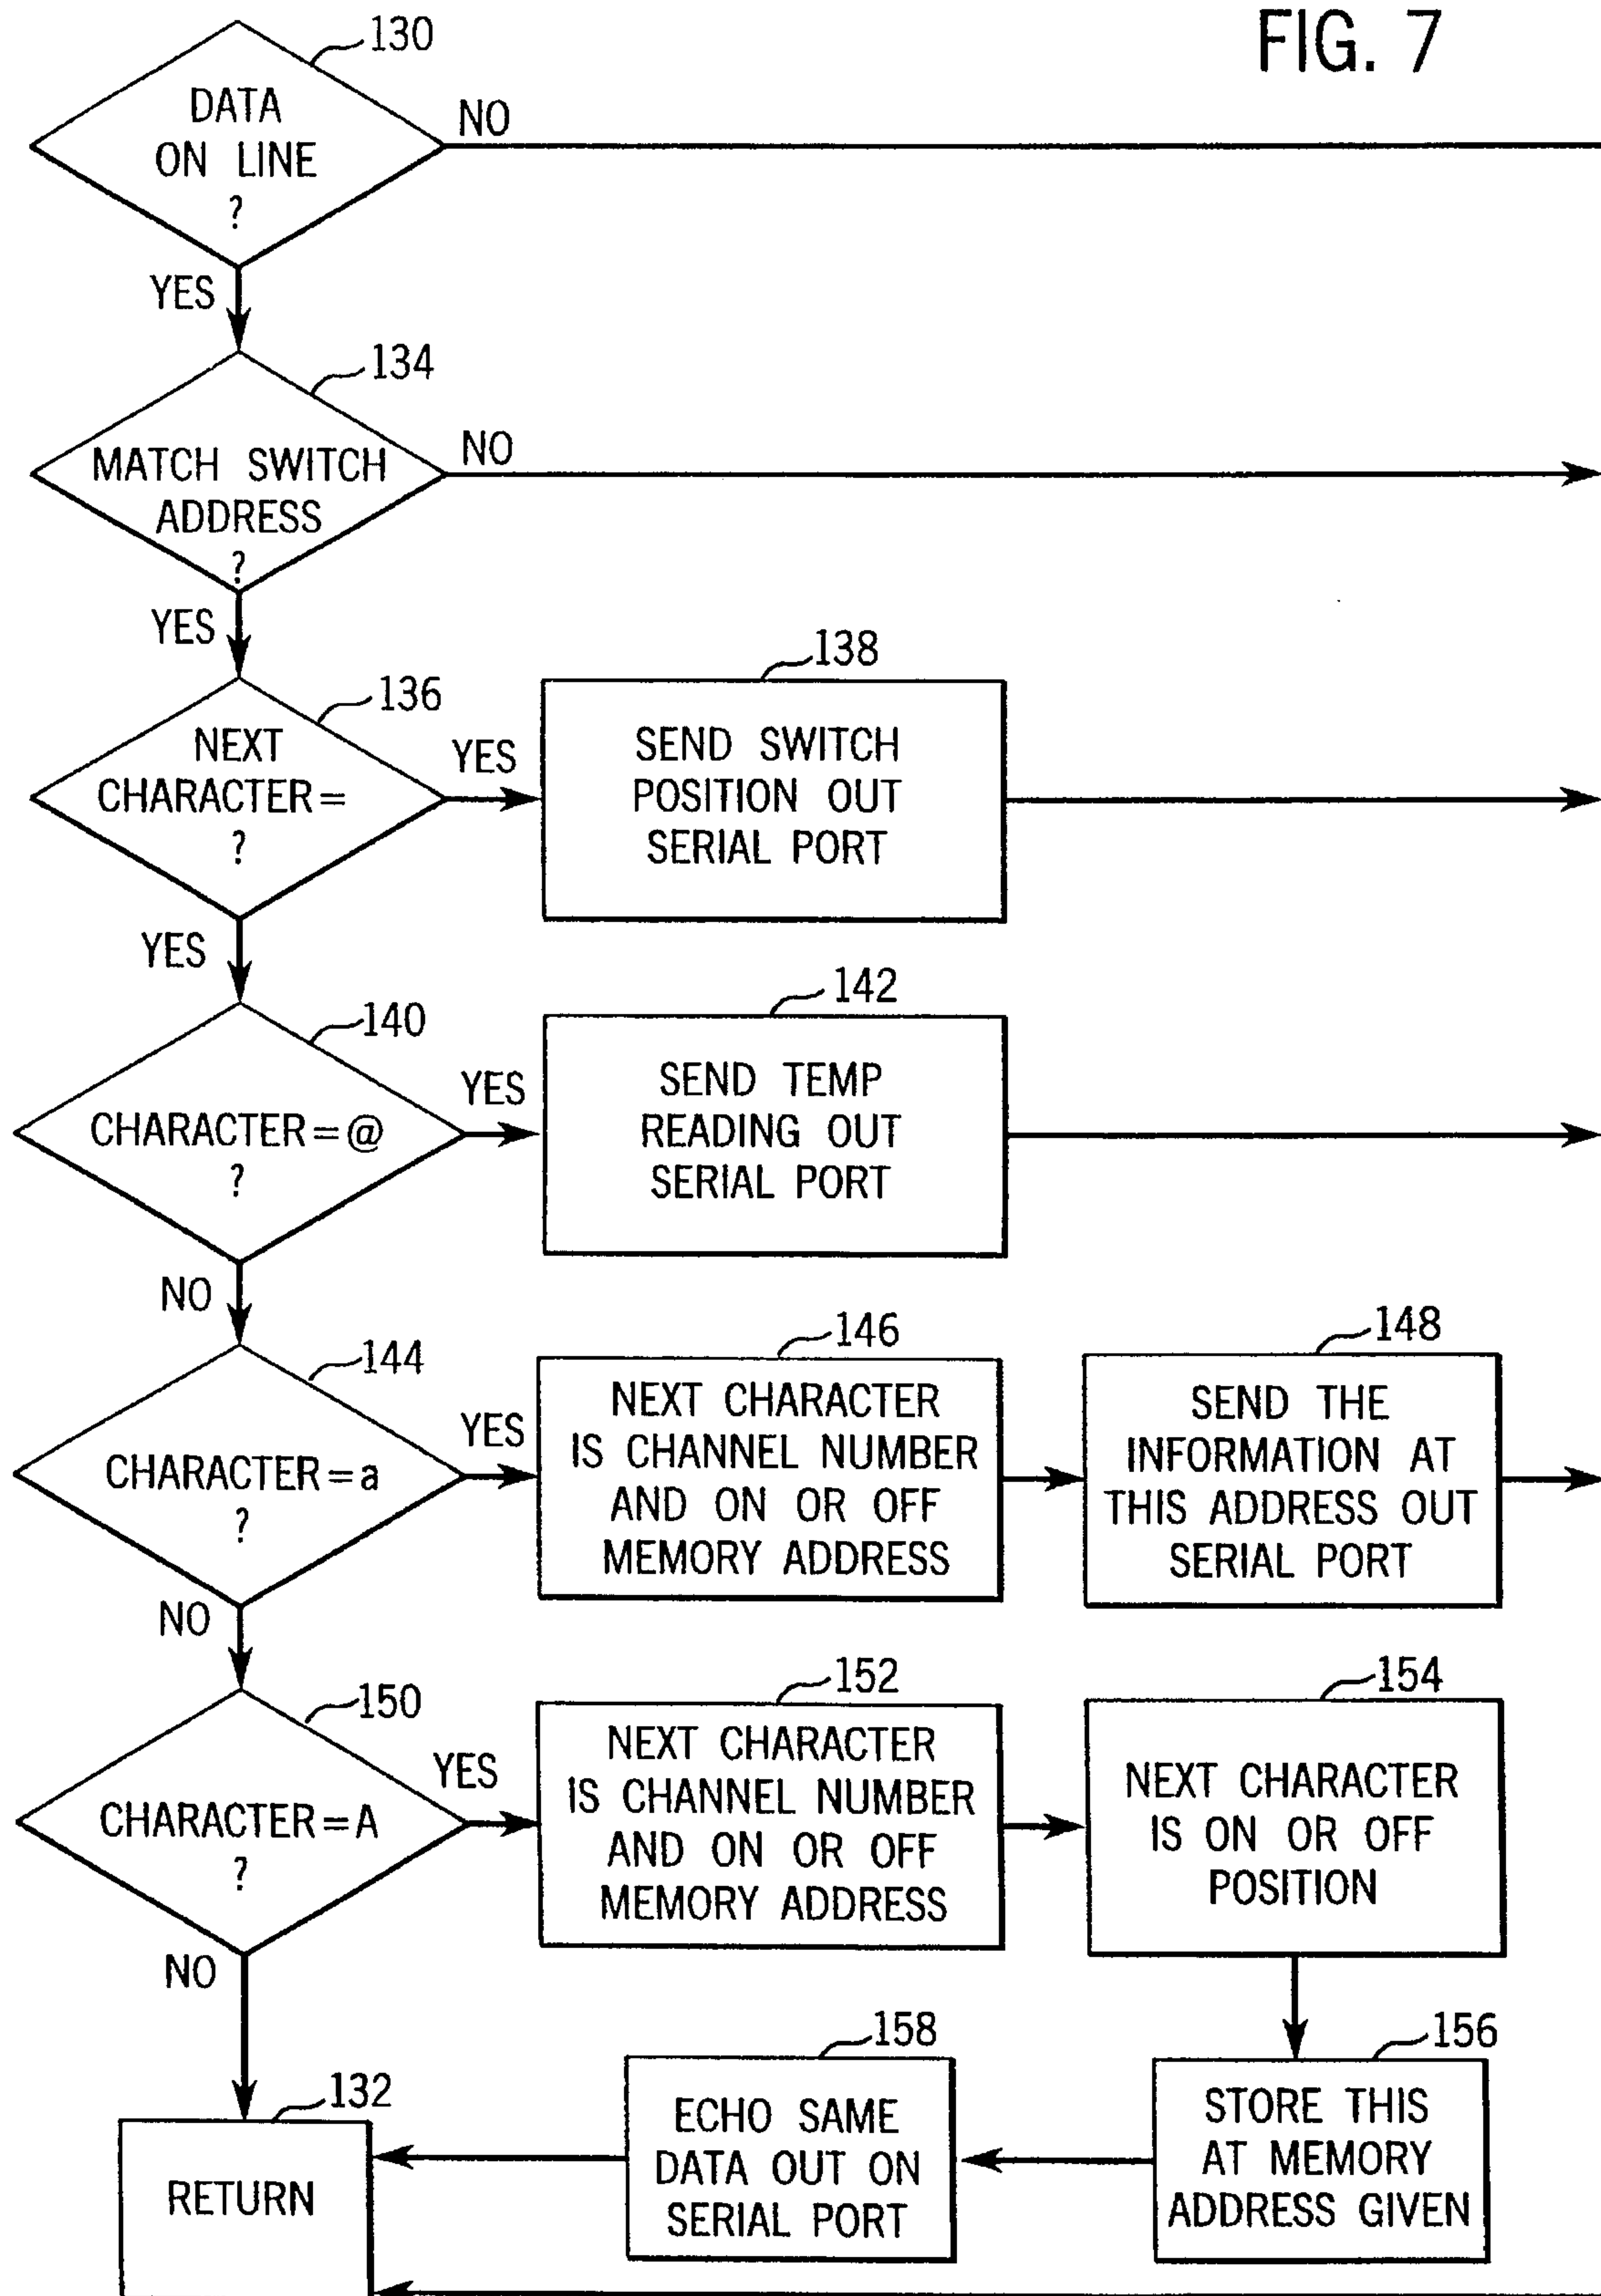 FIG. 7
130
DATA
ON LINE
?
NO
YES
134
MATCH SWITCH
ADDRESS
?
NO
YES
136
NEXT
CHARACTER=
?
YES
138
SEND SWITCH
POSITION OUT
SERIAL PORT
YES
140
CHARACTER=@
?
YES
142
SEND TEMP
READING OUT
SERIAL PORT
NO
144
CHARACTER=a
?
YES
146
NEXT CHARACTER
IS CHANNEL NUMBER
AND ON OR OFF
MEMORY ADDRESS
148
SEND THE
INFORMATION AT
THIS ADDRESS OUT
SERIAL PORT
NO
150
CHARACTER=A
?
YES
152
NEXT CHARACTER
IS CHANNEL NUMBER
AND ON OR OFF
MEMORY ADDRESS
154
NEXT CHARACTER
IS ON OR OFF
POSITION
NO
156
STORE THIS
AT MEMORY
ADDRESS GIVEN
158
ECHO SAME
DATA OUT ON
SERIAL PORT
132
RETURN